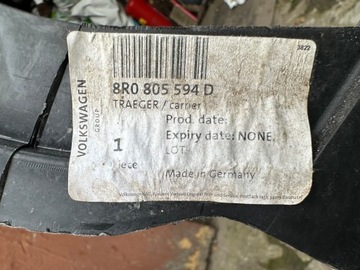 3822
8R0 805 594 D
TRAEGER / carrier
Prod. date:
Expiry date: NONE.
LOT:
1
Piece
Made in Germany
VOLKSWAGEN
GROUP